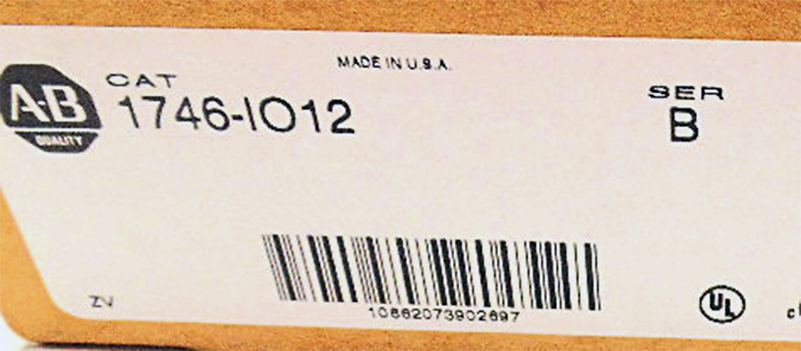 MADE IN U.S.A.
A-B
QUALITY
CAT
1746-IO12
SER
B
10662073902697
ZV
UL
c